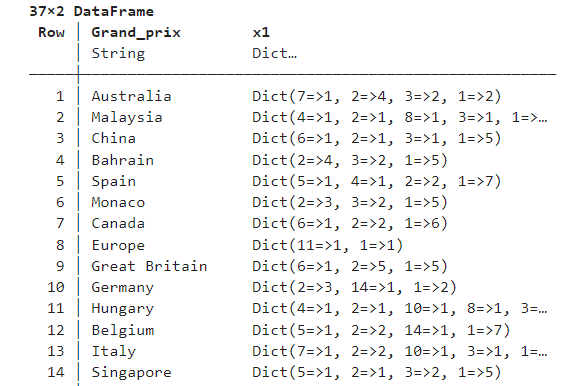 37×2 DataFrame
Row Grand_prix x1
String Dict…
1 Australia Dict(7=>1, 2=>4, 3=>2, 1=>2)
2 Malaysia Dict(4=>1, 2=>1, 8=>1, 3=>1, 1=>…
3 China Dict(6=>1, 2=>1, 3=>1, 1=>5)
4 Bahrain Dict(2=>4, 3=>2, 1=>5)
5 Spain Dict(5=>1, 4=>1, 2=>2, 1=>7)
6 Monaco Dict(2=>3, 3=>2, 1=>5)
7 Canada Dict(6=>1, 2=>2, 1=>6)
8 Europe Dict(11=>1, 1=>1)
9 Great Britain Dict(6=>1, 2=>5, 1=>5)
10 Germany Dict(2=>3, 14=>1, 1=>2)
11 Hungary Dict(4=>1, 2=>1, 10=>1, 8=>1, 3=…
12 Belgium Dict(5=>1, 2=>2, 14=>1, 1=>7)
13 Italy Dict(7=>1, 2=>2, 10=>1, 3=>1, 1=…
14 Singapore Dict(5=>1, 2=>1, 3=>2, 1=>5)